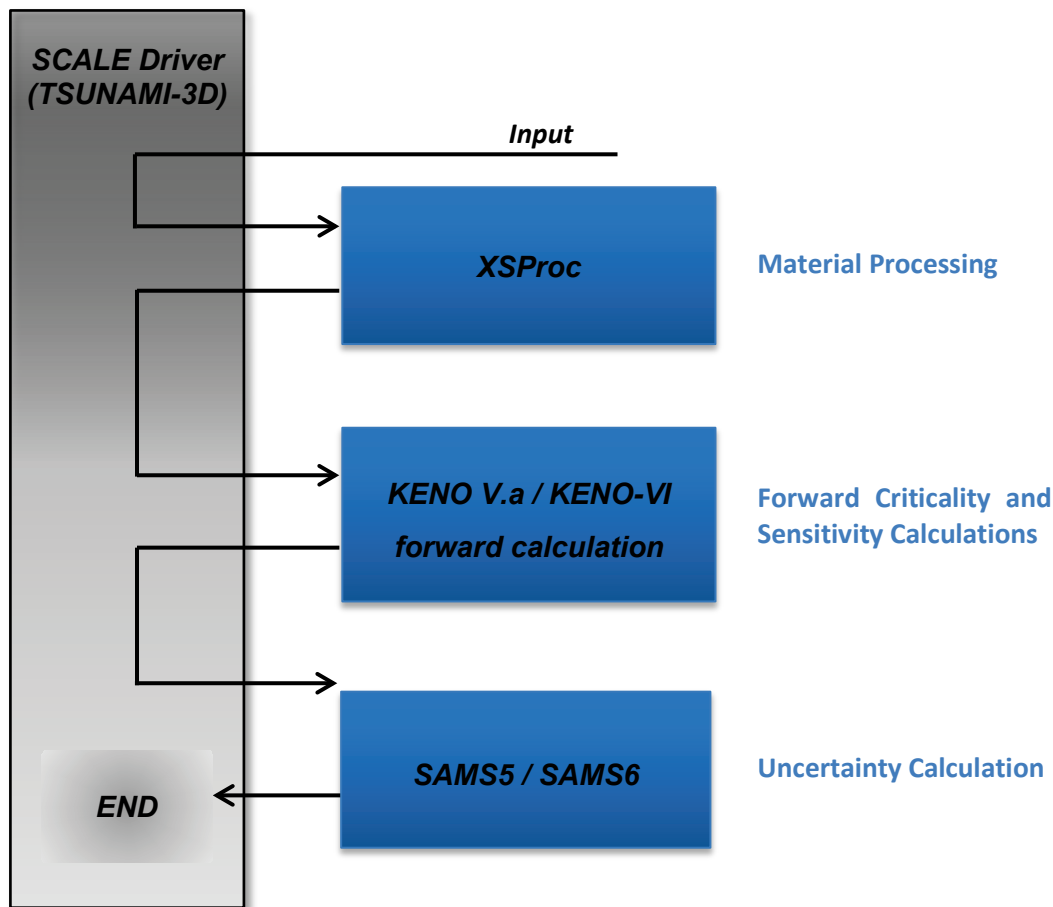 SCALE Driver
(TSUNAMI-3D)
Input
XSProc
Material Processing
KENO V.a / KENO-VI
forward calculation
Forward Criticality and
Sensitivity Calculations
SAMS5 / SAMS6
Uncertainty Calculation
END